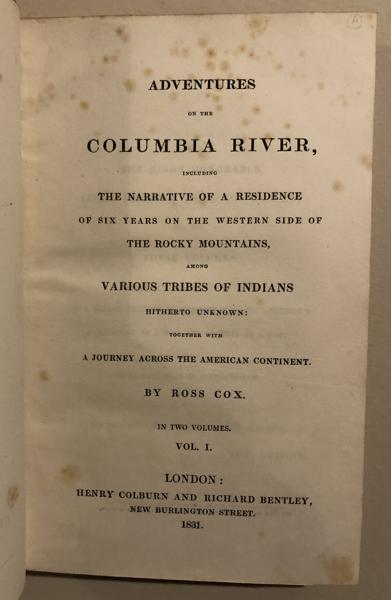 ADVENTURES
ON THE
COLUMBIA RIVER,
INCLUDING
THE NARRATIVE OF A RESIDENCE
OF SIX YEARS ON THE WESTERN SIDE OF
THE ROCKY MOUNTAINS,
AMONG
VARIOUS TRIBES OF INDIANS
HITHERTO UNKNOWN:
TOGETHER WITH
A JOURNEY ACROSS THE AMERICAN CONTINENT.
BY ROSS COX.
IN TWO VOLUMES.
VOL. I.
LONDON:
HENRY COLBURN AND RICHARD BENTLEY,
NEW BURLINGTON STREET.
1831.